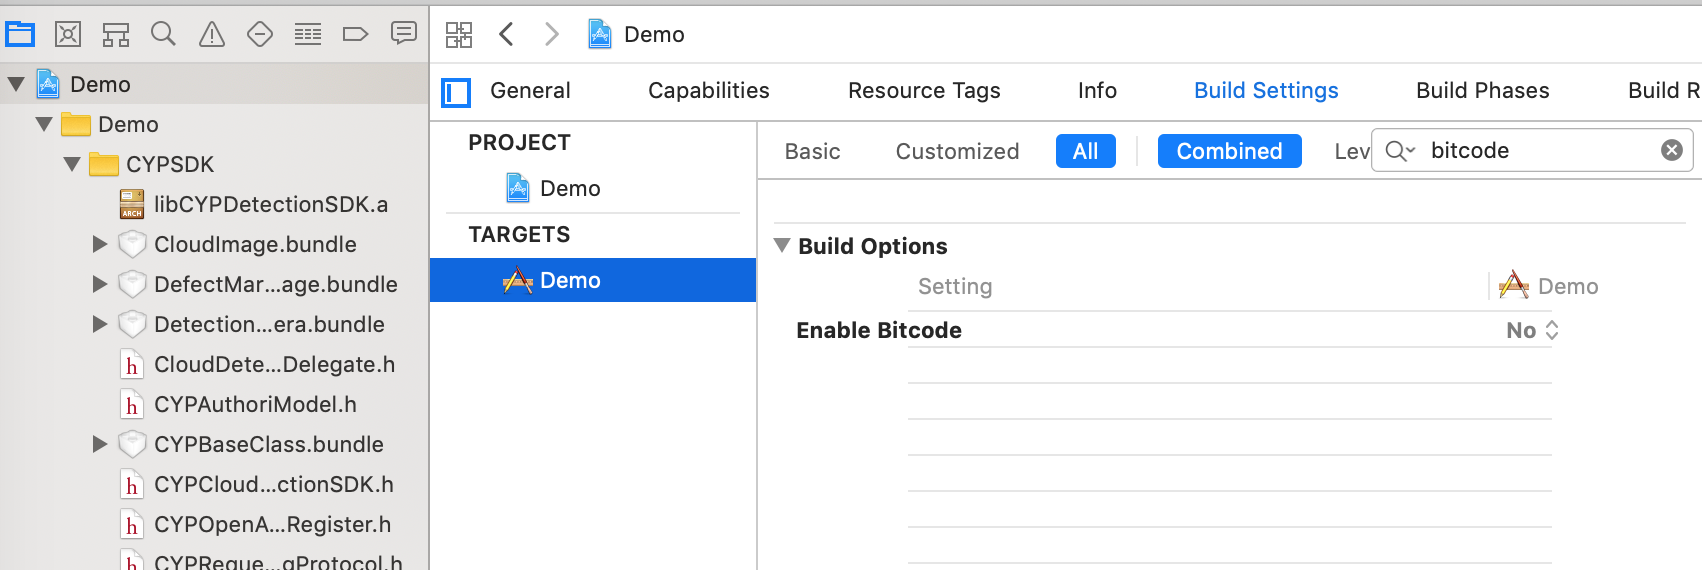 Demo
Demo
CYPSDK
libCYPDetectionSDK.a
CloudImage.bundle
DefectMar...age.bundle
Detection...era.bundle
CloudDete...Delegate.h
CYPAuthoriModel.h
CYPBaseClass.bundle
CYPCloud...ctionSDK.h
CYPOpenA...Register.h
CYPReque...gProtocol.h
Demo
General Capabilities Resource Tags Info Build Settings Build Phases Build R
PROJECT
Demo
TARGETS
Demo
Basic Customized All Combined Lev bitcode
Build Options
Setting Demo
Enable Bitcode No